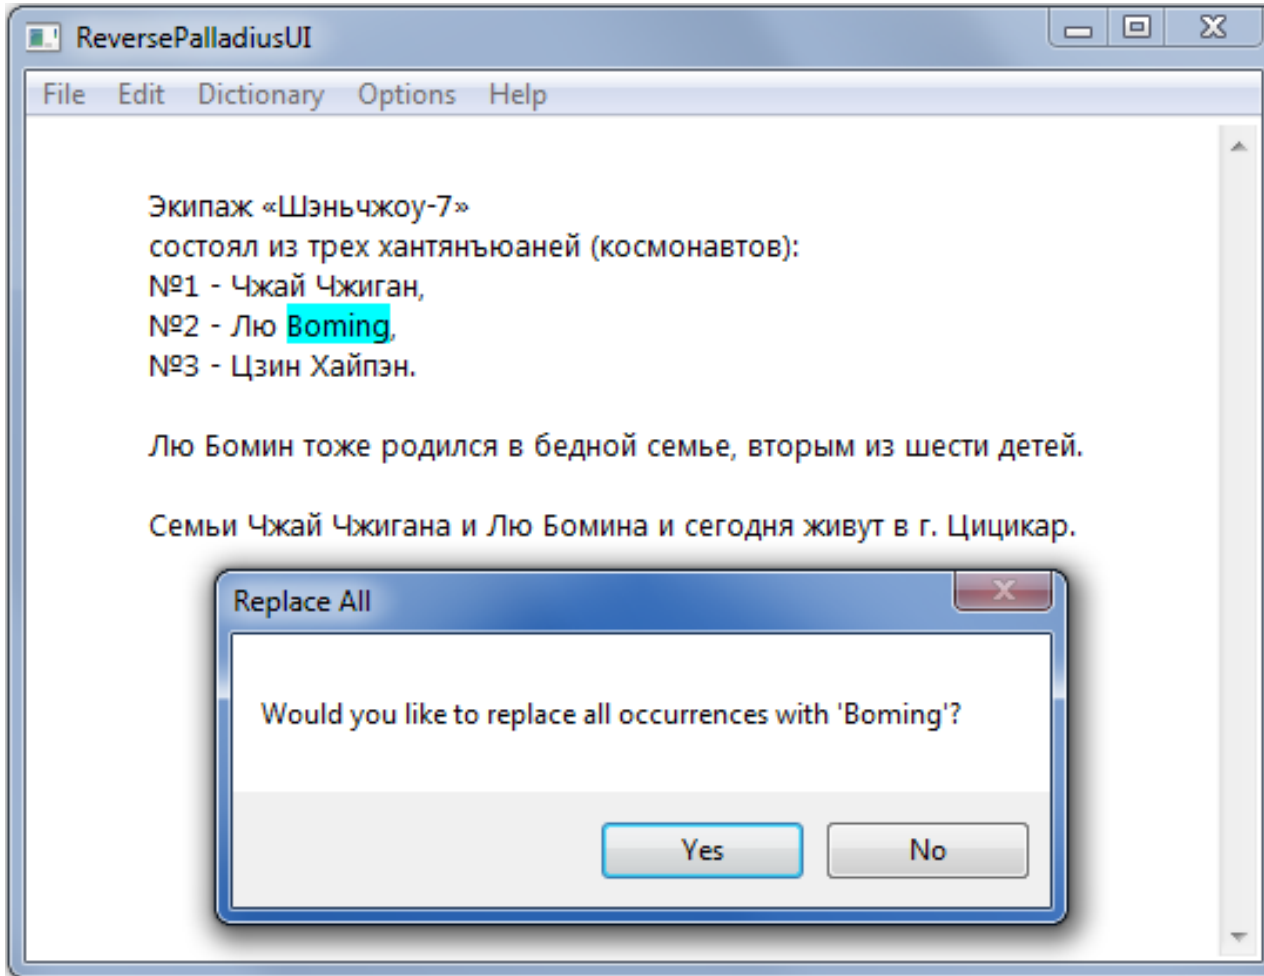 ReversePalladiusUI
File Edit Dictionary Options Help
Экипаж «Шэньчжоу-7»
состоял из трех хантянъюаней (космонавтов):
№1 - Чжай Чжиган,
№2 - Лю Boming,
№3 - Цзин Хайпэн.
Лю Бомин тоже родился в бедной семье, вторым из шести детей.
Семьи Чжай Чжигана и Лю Бомина и сегодня живут в г. Цицикар.
Replace All
Would you like to replace all occurrences with 'Boming'?
Yes No